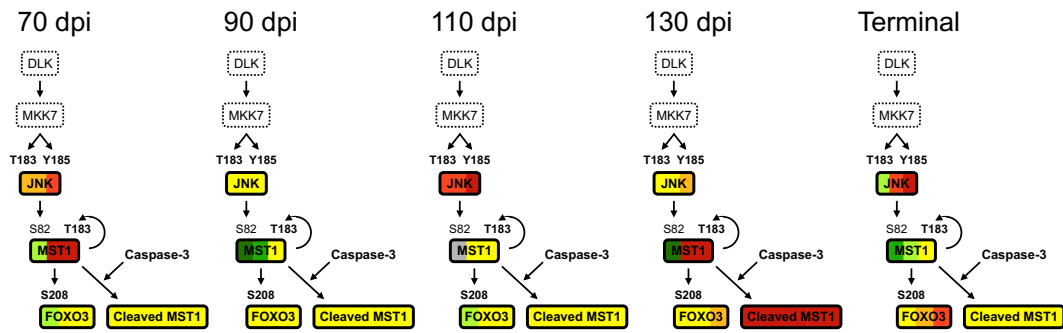 70 dpi 90 dpi 110 dpi 130 dpi Terminal
DLK DLK DLK DLK DLK
MKK7 MKK7 MKK7 MKK7 MKK7
T183 Y185 T183 Y185 T183 Y185 T183 Y185 T183 Y185
JNK JNK JNK JNK JNK
S82 T183 S82 T183 S82 T183 S82 T183 S82 T183
MST1 MST1 MST1 MST1 MST1
Caspase-3 Caspase-3 Caspase-3 Caspase-3 Caspase-3
S208 S208 S208 S208 S208
FOXO3 Cleaved MST1 FOXO3 Cleaved MST1 FOXO3 Cleaved MST1 FOXO3 Cleaved MST1 FOXO3 Cleaved MST1